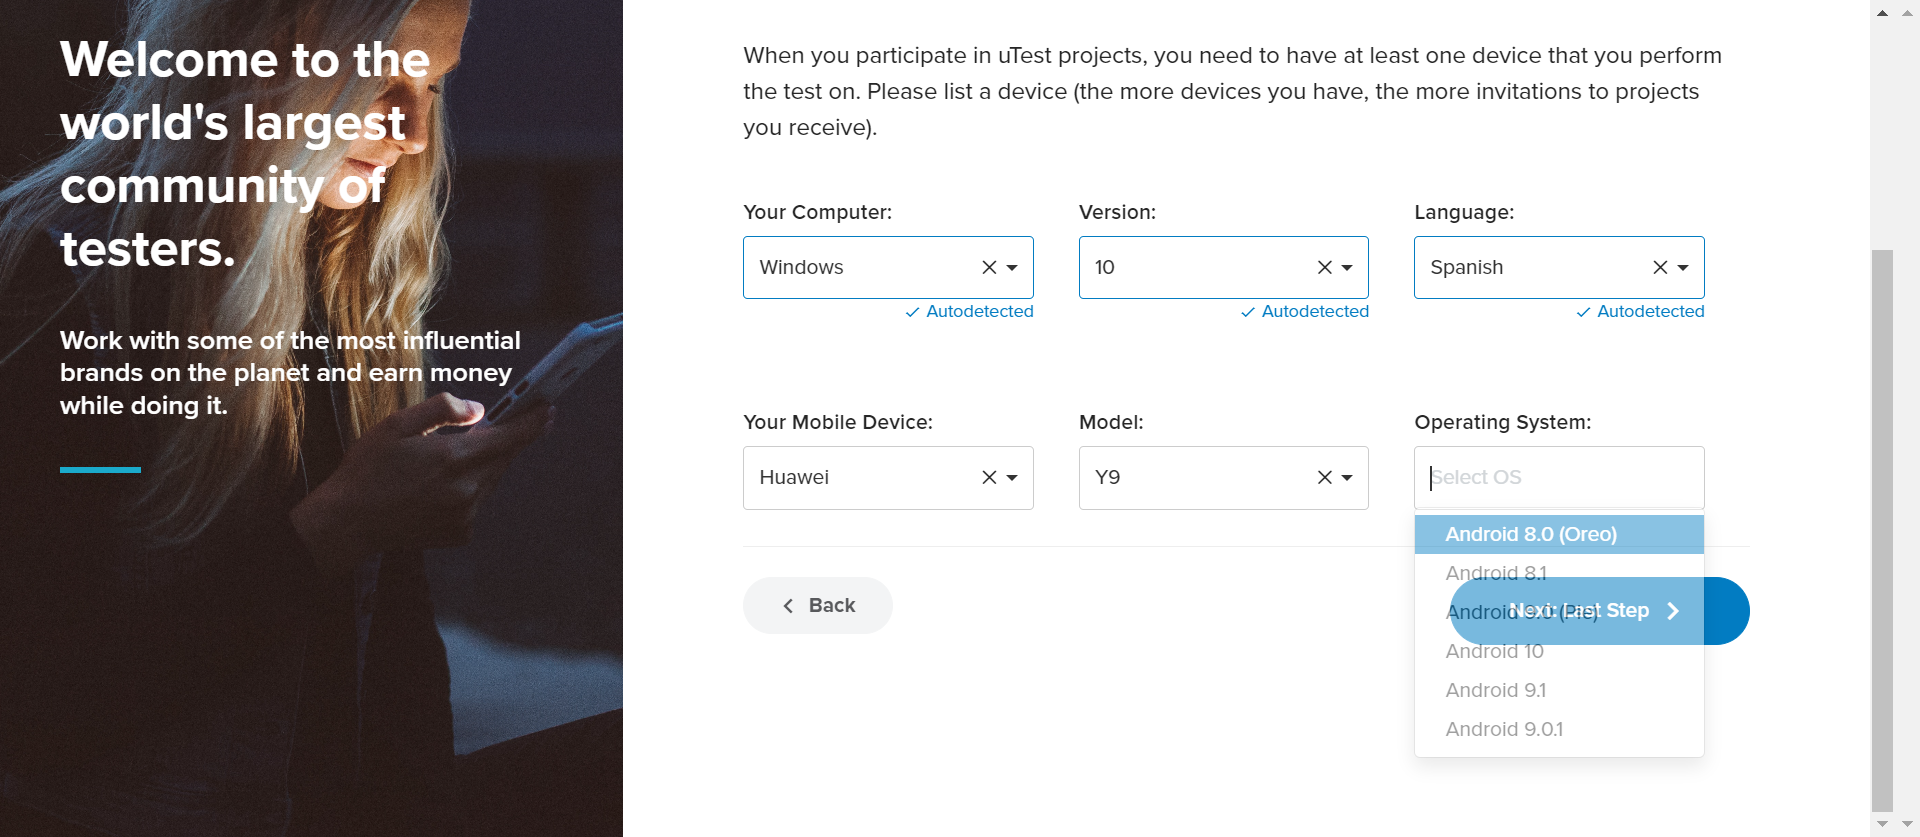 Welcome to the
world's largest
community of
testers.
Work with some of the most influential
brands on the planet and earn money
while doing it.
When you participate in uTest projects, you need to have at least one device that you perform
the test on. Please list a device (the more devices you have, the more invitations to projects
you receive).
Your Computer: Version: Language:
Windows 10 Spanish
Autodetected Autodetected Autodetected
Your Mobile Device: Model: Operating System:
Huawei Y9 Select OS
Android 8.0 (Oreo)
Android 8.1
Back
Next: Last Step
Android 9.0 (Pie)
Android 10
Android 9.1
Android 9.0.1